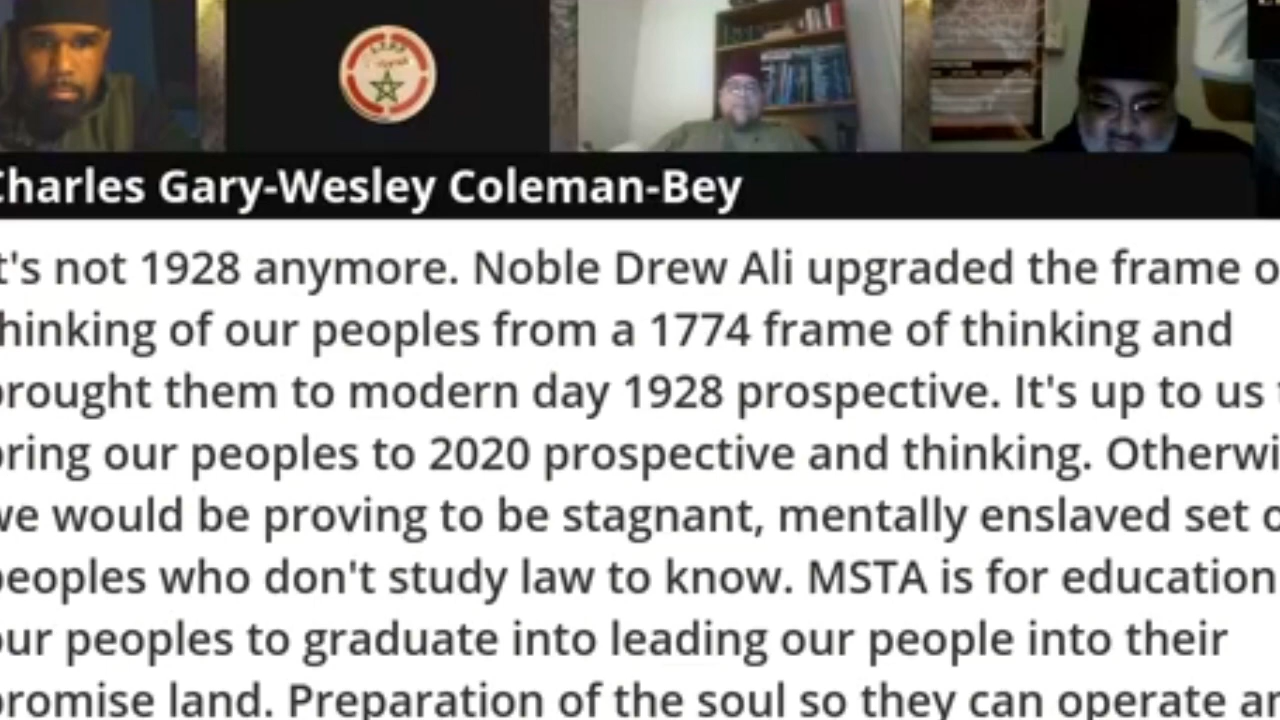 Charles Gary-Wesley Coleman-Bey
t's not 1928 anymore. Noble Drew Ali upgraded the frame o
hinking of our peoples from a 1774 frame of thinking and
brought them to modern day 1928 prospective. It's up to us t
bring our peoples to 2020 prospective and thinking. Otherwi
we would be proving to be stagnant, mentally enslaved set o
peoples who don't study law to know. MSTA is for education
our peoples to graduate into leading our people into their
promise land. Preparation of the soul so they can operate an